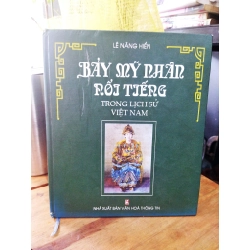 LÊ NĂNG HIỂN
BẢY MỸ NHÂN
NỔI TIẾNG
TRONG LỊCH SỬ
VIỆT NAM
NHÀ XUẤT BẢN VĂN HOÁ THÔNG TIN